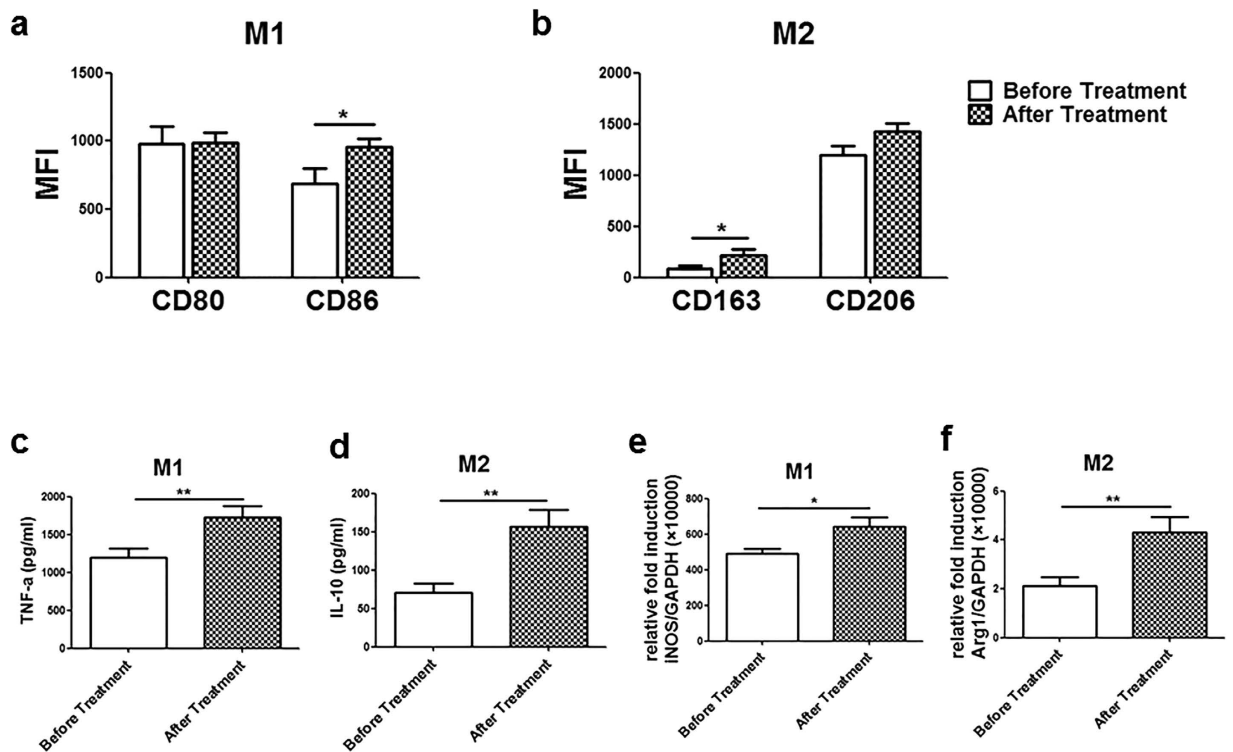 a
M1
MFI
1500
1000
500
0
*
CD80
CD86
b
M2
MFI
2000
1500
1000
500
0
*
CD163
CD206
Before Treatment
After Treatment
c
M1
TNF-a (pg/ml)
2000
1500
1000
500
0
**
Before Treatment
After Treatment
d
M2
IL-10 (pg/ml)
200
150
100
50
0
**
Before Treatment
After Treatment
e
M1
relative fold induction
iNOS/GAPDH (×10000)
800
600
400
200
0
*
Before Treatment
After Treatment
f
M2
relative fold induction
Arg1/GAPDH (×10000)
6
4
2
0
**
Before Treatment
After Treatment